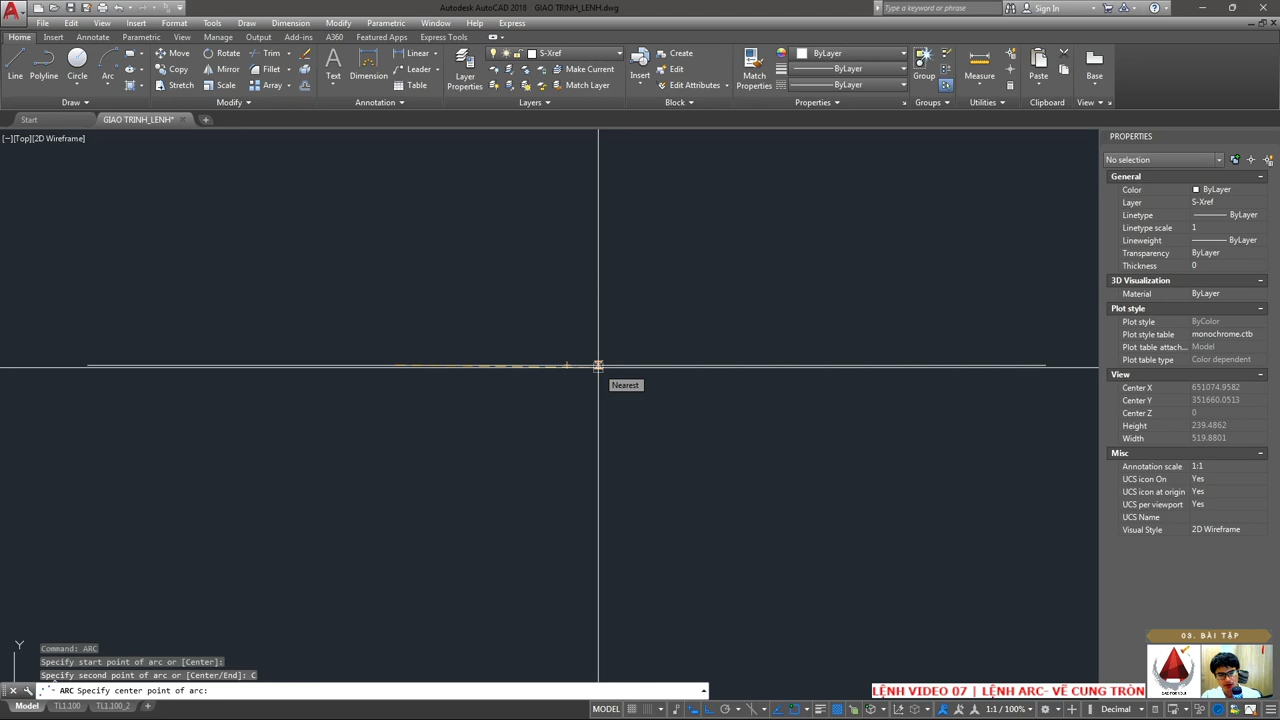 Autodesk AutoCAD 2018 GIAO TRINH_LENH.dwg
Type a keyword or phrase
Sign In
File Edit View Insert Format Tools Draw Dimension Modify Parametric Window Help Express
Home Insert Annotate Parametric View Manage Output Add-ins A360 Featured Apps Express Tools
Line Polyline Circle Arc
Move Rotate Trim
Copy Mirror Fillet
Stretch Scale Array
Text Dimension
Linear
Leader
Table
Layer Properties
S-Xref
Make Current
Match Layer
Insert
Create
Edit
Edit Attributes
Match Properties
ByLayer
ByLayer
ByLayer
Group
Measure
Paste
Base
Draw Modify Annotation Layers Block Properties Groups Utilities Clipboard View
Start GIAO TRINH_LENH*
[−][Top][2D Wireframe]
Nearest
PROPERTIES
No selection
General
Color ByLayer
Layer S-Xref
Linetype ByLayer
Linetype scale 1
Lineweight ByLayer
Transparency ByLayer
Thickness 0
3D Visualization
Material ByLayer
Plot style
Plot style ByColor
Plot style table monochrome.ctb
Plot table attach... Model
Plot table type Color dependent
View
Center X 651074.9582
Center Y 351660.0513
Center Z 0
Height 239.4862
Width 519.8801
Misc
Annotation scale 1:1
UCS icon On Yes
UCS icon at origin Yes
UCS per viewport Yes
UCS Name
Visual Style 2D Wireframe
03. BÀI TẬP
Y
Command: ARC
Specify start point of arc or [Center]:
Specify second point of arc or [Center/End]: C
ARC Specify center point of arc:
LỆNH VIDEO 07 | LỆNH ARC- VẼ CUNG TRÒN
Model TL1.100 TL1.100_2
MODEL 1:1 / 100% Decimal